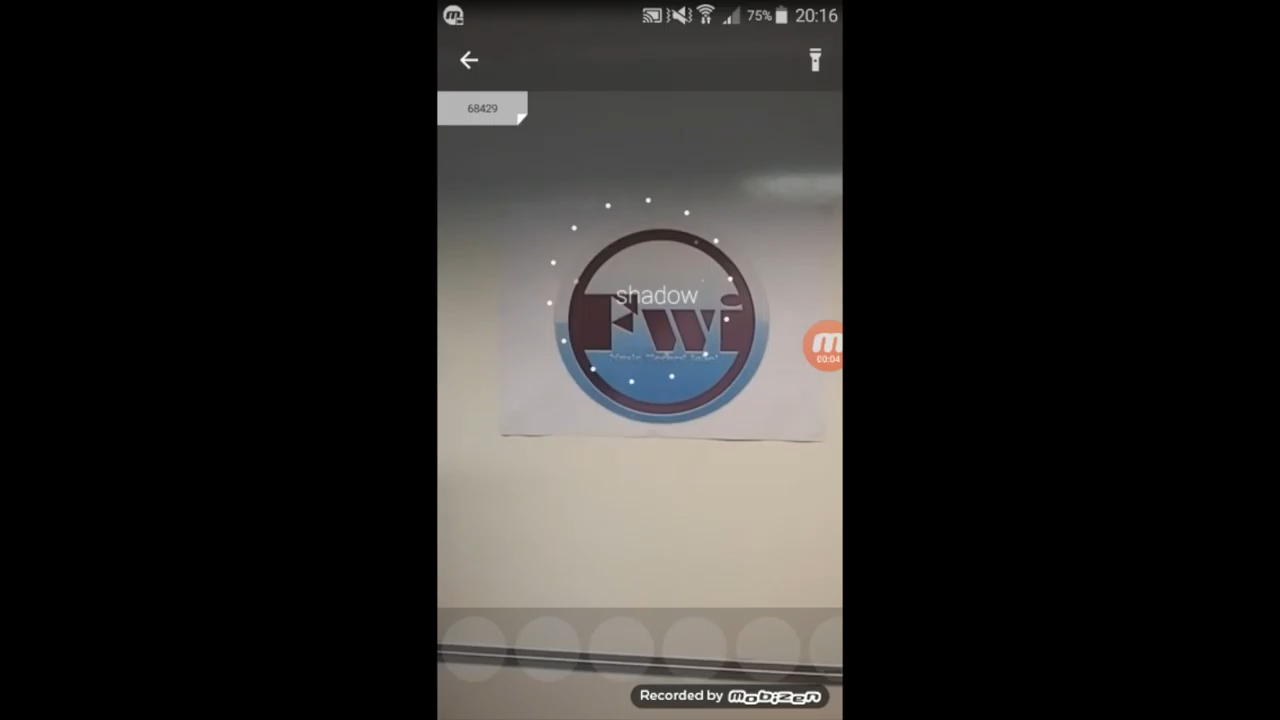 75% 20:16
68429
shadow
Fwi
00:04
Recorded by mobizen